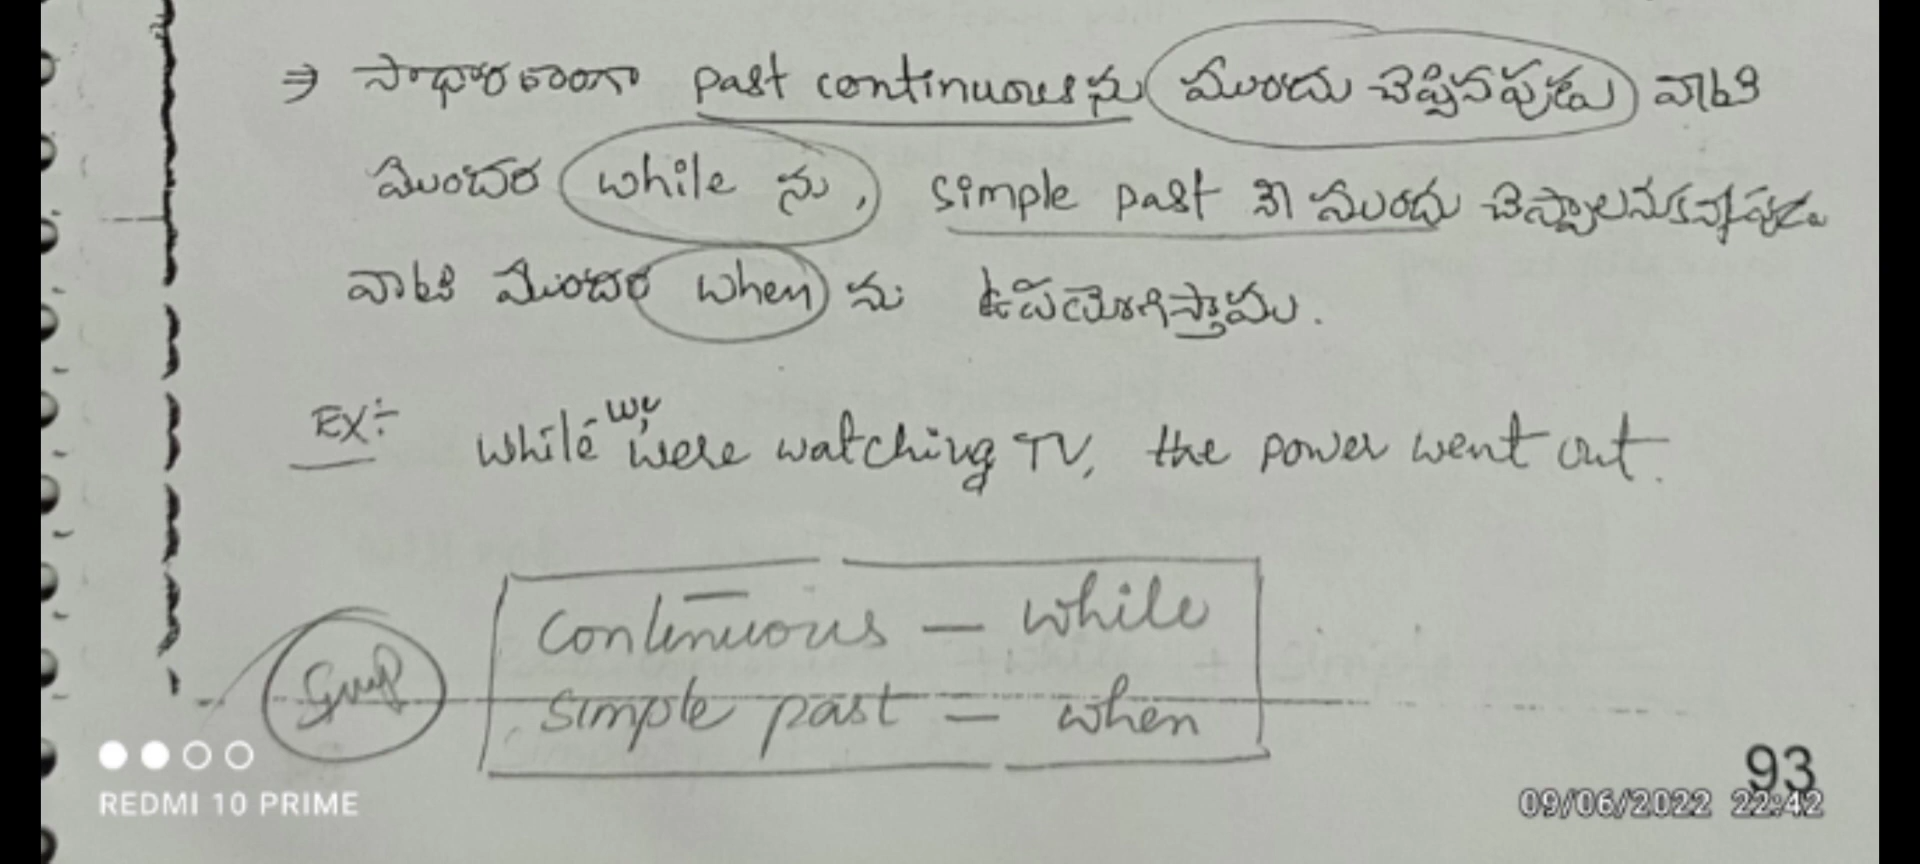 ⇒ సాధారణంగా past continuous ను ముందు చెప్పినపుడు వాటి
ముందర while ను, simple past ని ముందు చెప్పాలనుకున్నపుడు
వాటి ముందర when ను ఉపయోగిస్తాము.
EX:- while we were watching TV, the power went out.
continuous — while
simple past — when
93
REDMI 10 PRIME
09/06/2022 22:42